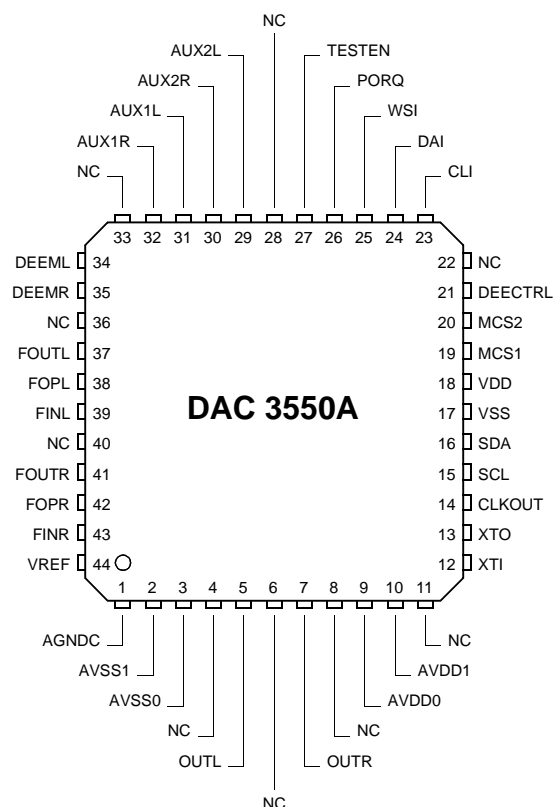 NC
AUX2L TESTEN
AUX2R PORQ
AUX1L WSI
AUX1R DAI
NC CLI
33 32 31 30 29 28 27 26 25 24 23
DEEML 34 22 NC
DEEMR 35 21 DEECTRL
NC 36 20 MCS2
FOUTL 37 19 MCS1
FOPL 38 18 VDD
DAC 3550A
FINL 39 17 VSS
NC 40 16 SDA
FOUTR 41 15 SCL
FOPR 42 14 CLKOUT
FINR 43 13 XTO
VREF 44 12 XTI
1 2 3 4 5 6 7 8 9 10 11
AGNDC NC
AVSS1 AVDD1
AVSS0 AVDD0
NC NC
OUTL OUTR
NC